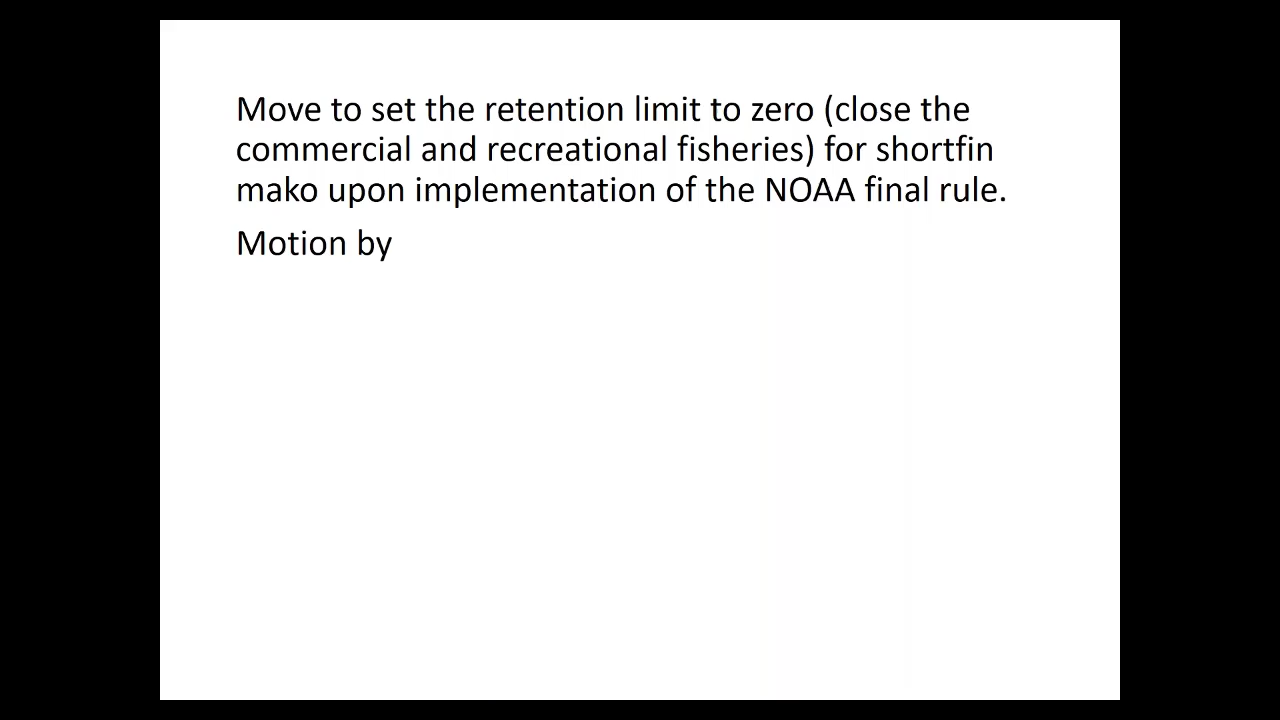 Move to set the retention limit to zero (close the
commercial and recreational fisheries) for shortfin
mako upon implementation of the NOAA final rule.
Motion by